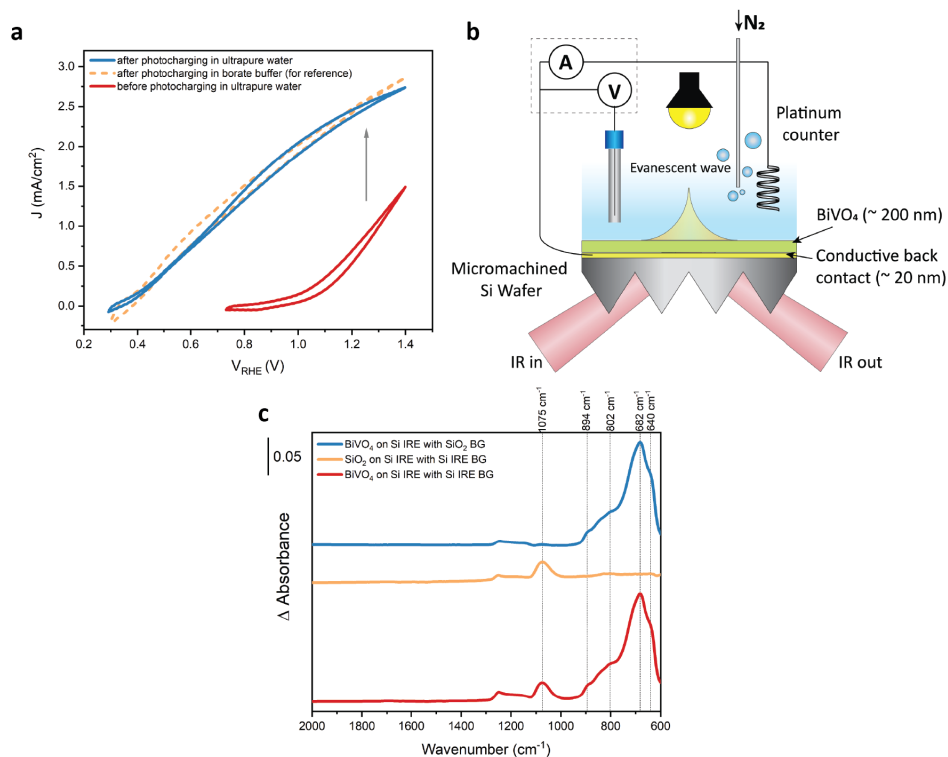 a
after photocharging in ultrapure water
after photocharging in borate buffer (for reference)
before photocharging in ultrapure water
3.0
2.5
2.0
1.5
1.0
0.5
0.0
J (mA/cm²)
0.2 0.4 0.6 0.8 1.0 1.2 1.4
V_RHE (V)
b
N₂
A
V
Platinum
counter
Evanescent wave
BiVO₄ (~ 200 nm)
Conductive back
contact (~ 20 nm)
Micromachined
Si Wafer
IR in
IR out
c
1075 cm⁻¹
894 cm⁻¹
802 cm⁻¹
682 cm⁻¹
640 cm⁻¹
0.05
BiVO₄ on Si IRE with SiO₂ BG
SiO₂ on Si IRE with Si IRE BG
BiVO₄ on Si IRE with Si IRE BG
Δ Absorbance
2000 1800 1600 1400 1200 1000 800 600
Wavenumber (cm⁻¹)